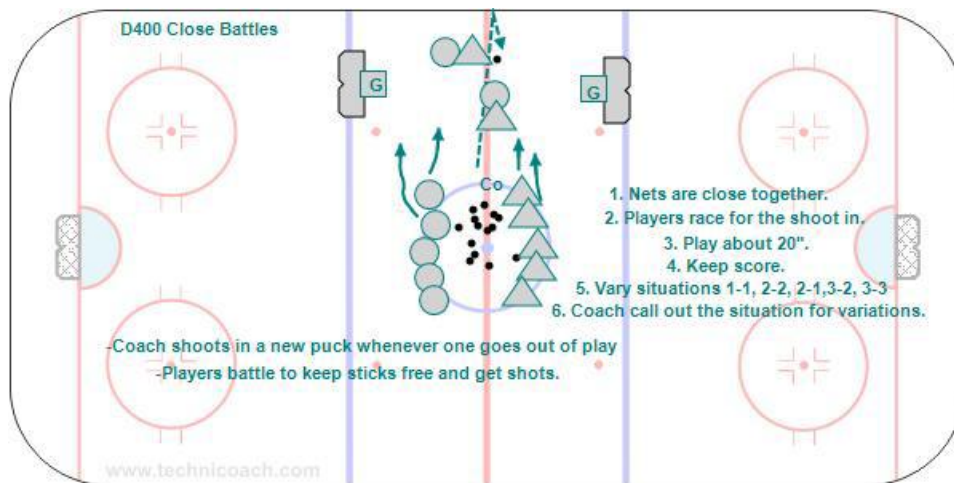 D400 Close Battles
G
G
Co
1. Nets are close together.
2. Players race for the shoot in.
3. Play about 20".
4. Keep score.
5. Vary situations 1-1, 2-2, 2-1,3-2, 3-3
6. Coach call out the situation for variations.
-Coach shoots in a new puck whenever one goes out of play
-Players battle to keep sticks free and get shots.
www.technicoach.com